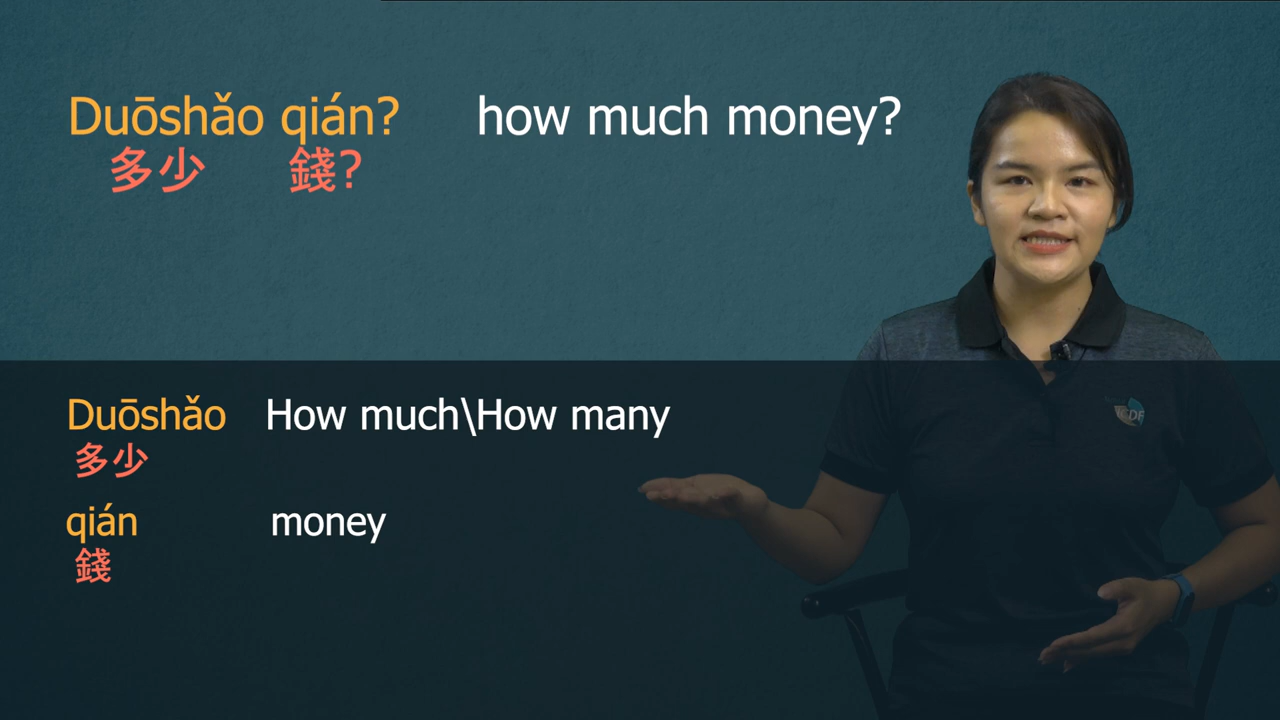 Duōshǎo qián? how much money?
多少 錢?
Duōshǎo How much\How many
多少
qián money
錢